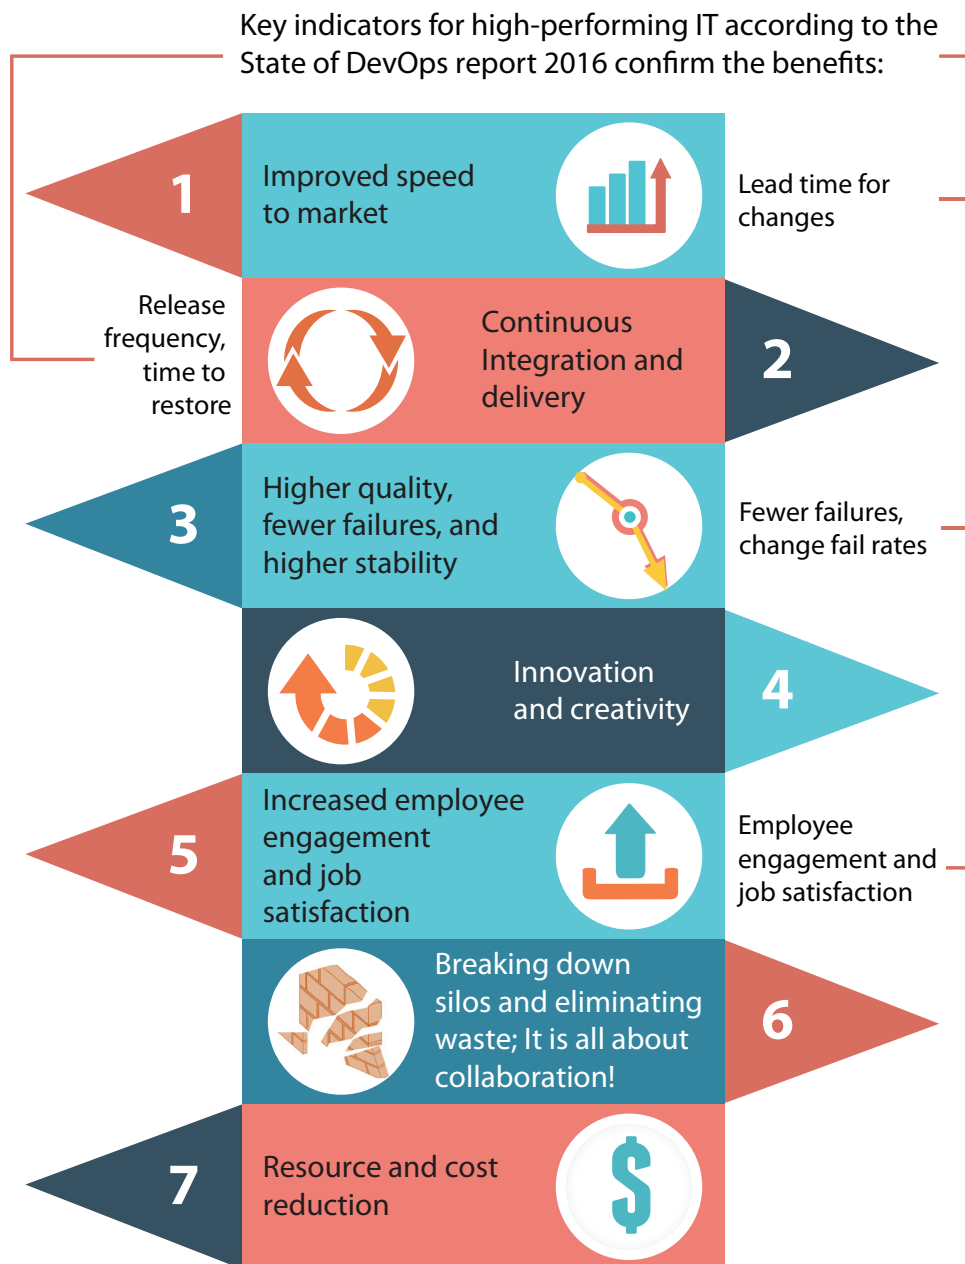 Key indicators for high-performing IT according to the
State of DevOps report 2016 confirm the benefits:
1
Improved speed
to market
Lead time for
changes
Release
frequency,
time to
restore
Continuous
Integration and
delivery
2
3
Higher quality,
fewer failures, and
higher stability
Fewer failures,
change fail rates
Innovation
and creativity
4
5
Increased employee
engagement
and job
satisfaction
Employee
engagement and
job satisfaction
Breaking down
silos and eliminating
waste; It is all about
collaboration!
6
7
Resource and cost
reduction
$